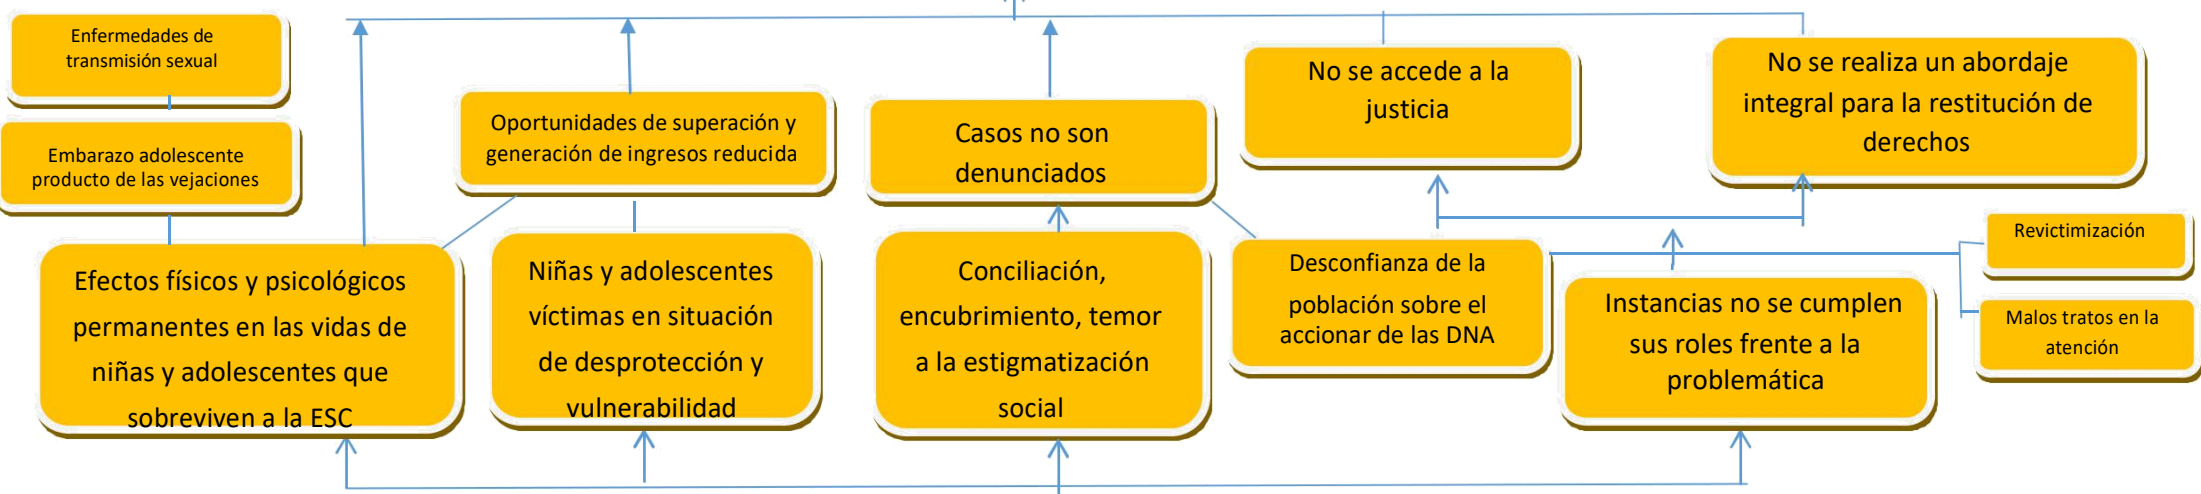 Enfermedades de
transmisión sexual
Embarazo adolescente
producto de las vejaciones
Oportunidades de superación y
generación de ingresos reducida
Casos no son
denunciados
No se accede a la
justicia
No se realiza un abordaje
integral para la restitución de
derechos
Efectos físicos y psicológicos
permanentes en las vidas de
niñas y adolescentes que
sobreviven a la ESC
Niñas y adolescentes
víctimas en situación
de desprotección y
vulnerabilidad
Conciliación,
encubrimiento, temor
a la estigmatización
social
Desconfianza de la
población sobre el
accionar de las DNA
Instancias no se cumplen
sus roles frente a la
problemática
Revictimización
Malos tratos en la
atención